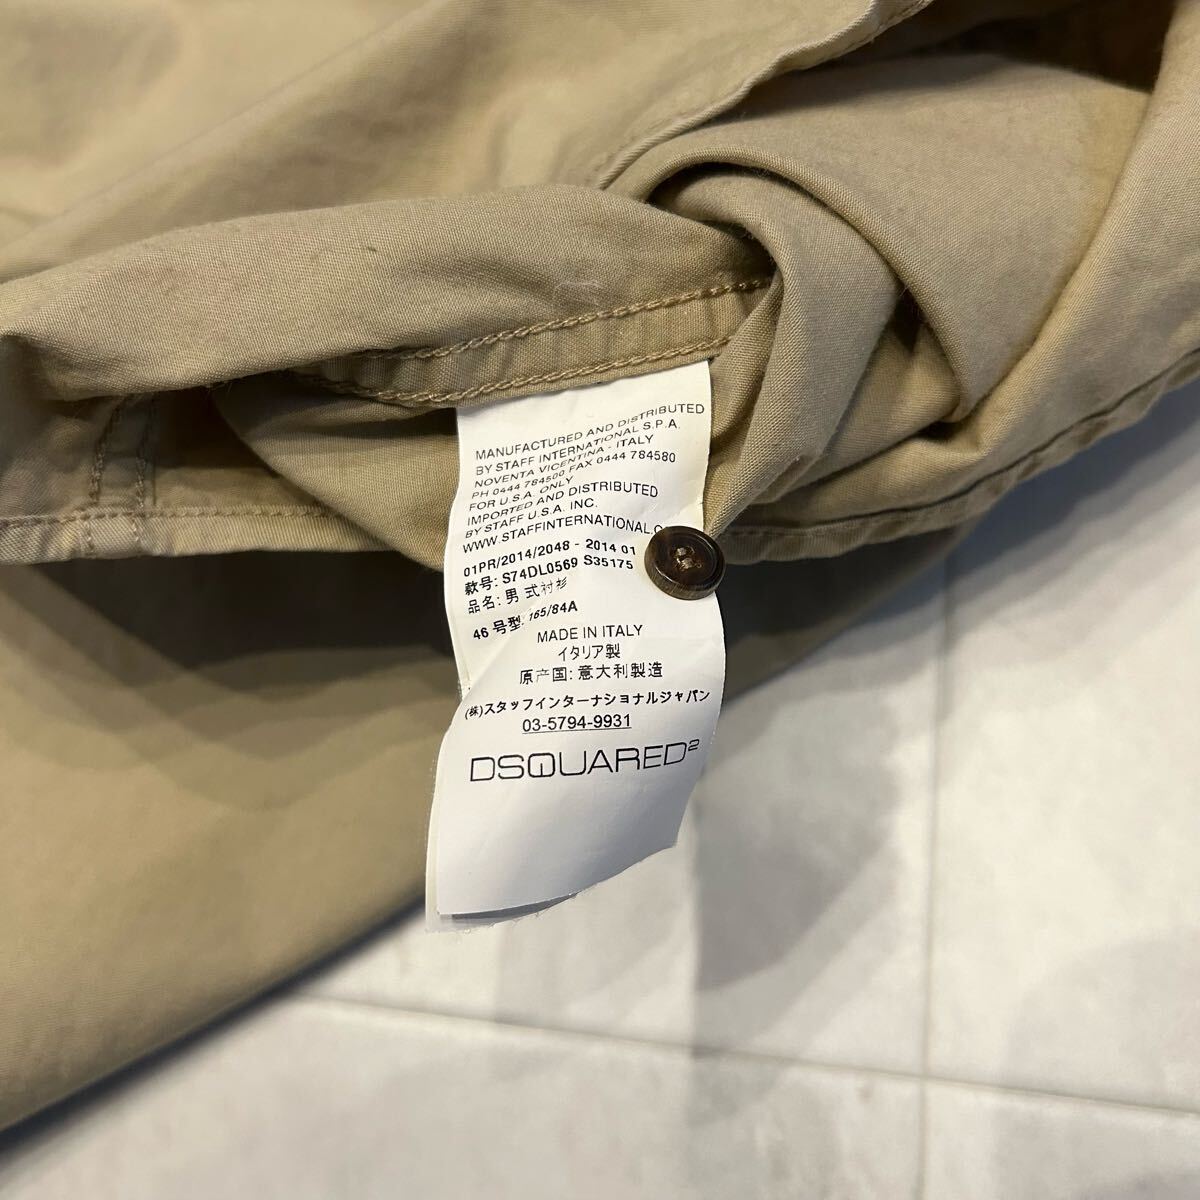 MANUFACTURED AND DISTRIBUTED
BY STAFF INTERNATIONAL S.P.A.
NOVENTA VICENTINA - ITALY
PH 0444 784500 FAX 0444 784580
FOR U.S.A. ONLY
IMPORTED AND DISTRIBUTED
BY STAFF U.S.A. INC.
WWW.STAFFINTERNATIONAL.C
01PR/2014/2048 - 2014 01
款号: S74DL0569 S35175
品名: 男式衬衫
46 号型: 165/84A
MADE IN ITALY
イタリア製
原产国: 意大利製造
(株)スタッフインターナショナルジャパン
03-5794-9931
DSQUARED²